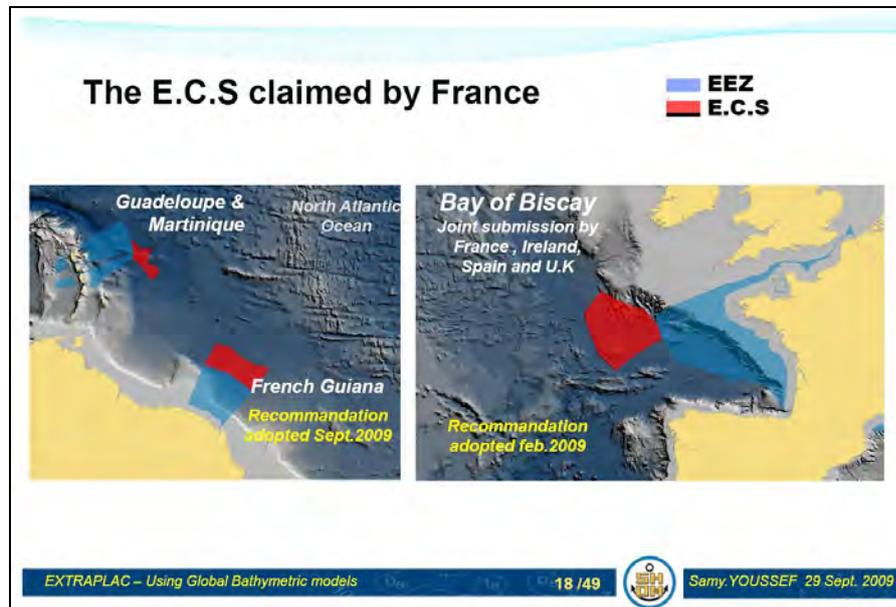 The E.C.S claimed by France
EEZ
E.C.S
Guadeloupe &
Martinique
North Atlantic
Ocean
French Guiana
Recommandation
adopted Sept.2009
Bay of Biscay
Joint submission by
France , Ireland,
Spain and U.K
Recommandation
adopted feb.2009
EXTRAPLAC – Using Global Bathymetric models
18 /49
SH
OM
Samy.YOUSSEF 29 Sept. 2009